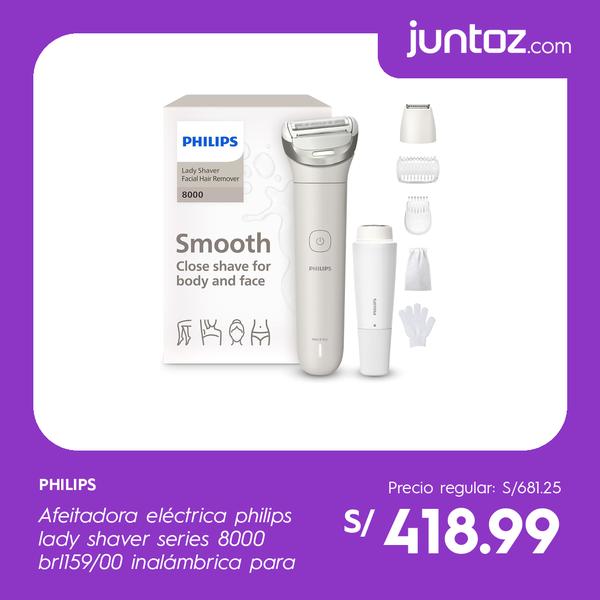 juntoz.com
PHILIPS
Lady Shaver
Facial Hair Remover
8000
Smooth
Close shave for
body and face
PHILIPS
PHILIPS
PHILIPS
Afeitadora eléctrica philips
lady shaver series 8000
brl159/00 inalámbrica para
Precio regular: S/681.25
S/ 418.99